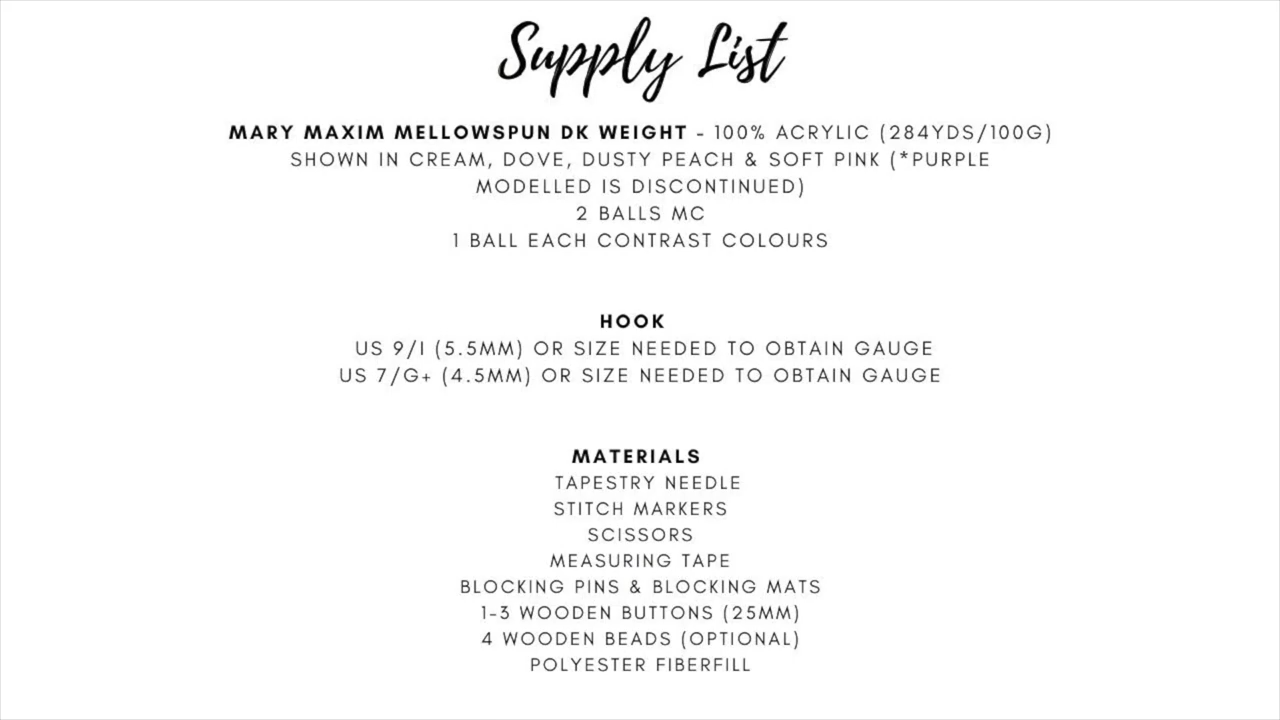 Supply List
MARY MAXIM MELLOWSPUN DK WEIGHT - 100% ACRYLIC (284YDS/100G)
SHOWN IN CREAM, DOVE, DUSTY PEACH & SOFT PINK (*PURPLE
MODELLED IS DISCONTINUED)
2 BALLS MC
1 BALL EACH CONTRAST COLOURS
HOOK
US 9/I (5.5MM) OR SIZE NEEDED TO OBTAIN GAUGE
US 7/G+ (4.5MM) OR SIZE NEEDED TO OBTAIN GAUGE
MATERIALS
TAPESTRY NEEDLE
STITCH MARKERS
SCISSORS
MEASURING TAPE
BLOCKING PINS & BLOCKING MATS
1-3 WOODEN BUTTONS (25MM)
4 WOODEN BEADS (OPTIONAL)
POLYESTER FIBERFILL